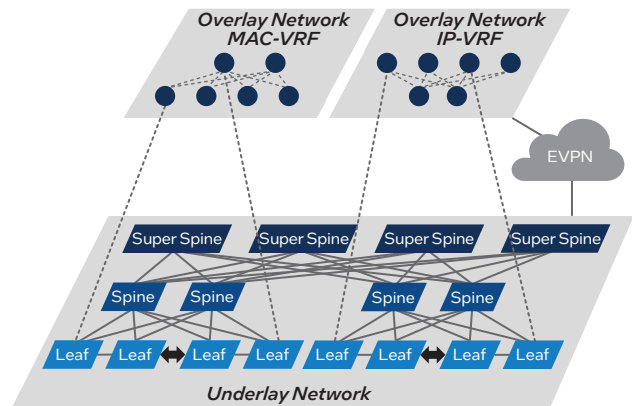 Overlay Network
MAC-VRF
Overlay Network
IP-VRF
EVPN
Super Spine
Super Spine
Super Spine
Super Spine
Spine
Spine
Spine
Spine
Leaf
Leaf
Leaf
Leaf
Leaf
Leaf
Leaf
Leaf
Underlay Network